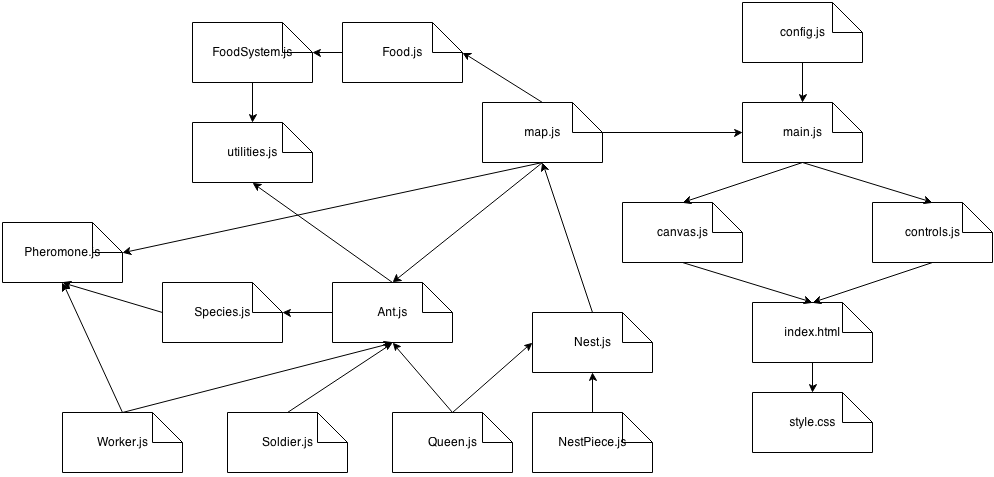 config.js
FoodSystem.js
Food.js
map.js
main.js
utilities.js
canvas.js
controls.js
Pheromone.js
Species.js
Ant.js
index.html
Nest.js
style.css
Worker.js
Soldier.js
Queen.js
NestPiece.js